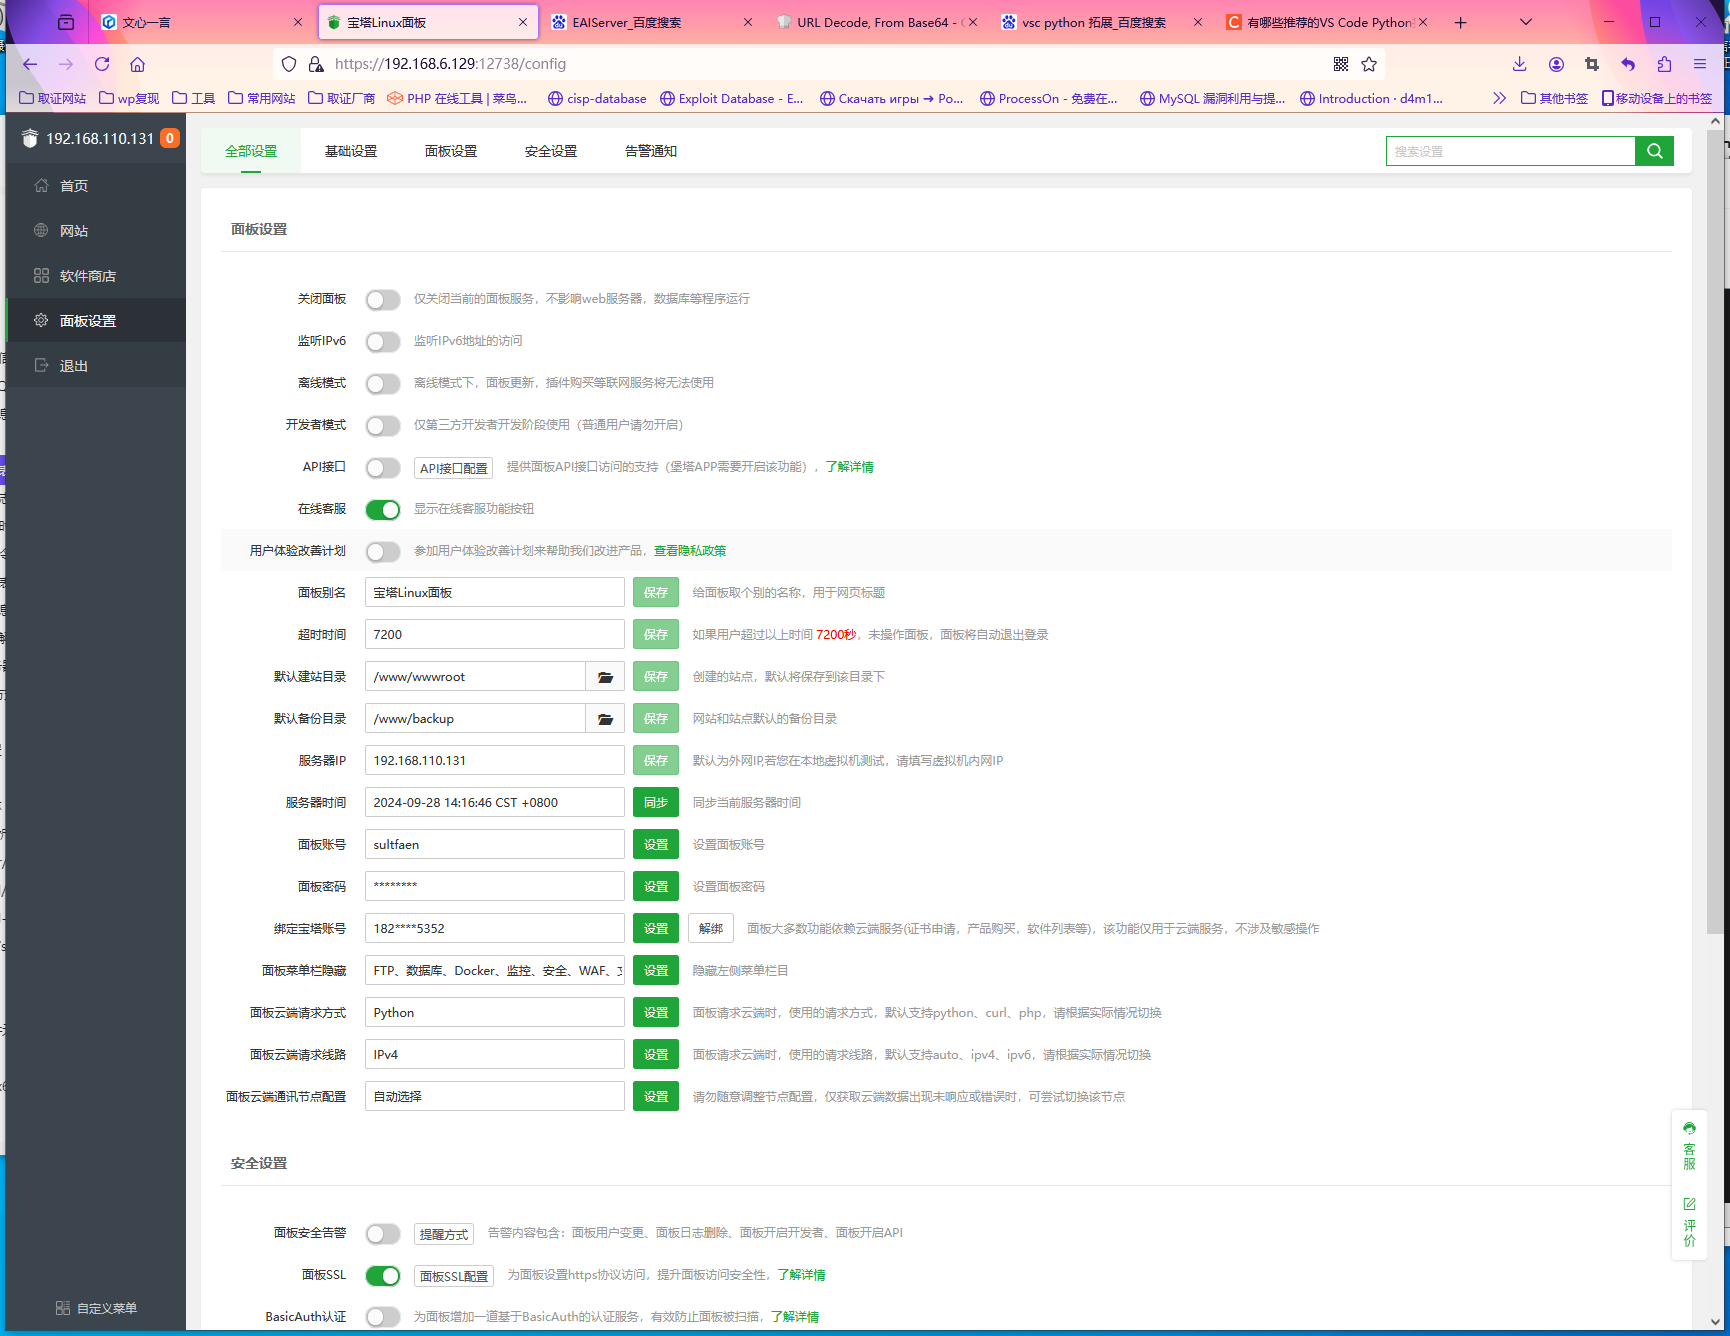 文心一言
宝塔Linux面板
EAIServer_百度搜索
URL Decode, From Base64 -
vsc python 拓展_百度搜索
有哪些推荐的VS Code Python
https://192.168.6.129:12738/config
取证网站
wp复现
工具
常用网站
取证厂商
PHP 在线工具 | 菜鸟...
cisp-database
Exploit Database - E...
Скачать игры → Po...
ProcessOn - 免费在...
MySQL 漏洞利用与提...
Introduction · d4m1...
其他书签
移动设备上的书签
192.168.110.131 0
首页
网站
软件商店
面板设置
退出
自定义菜单
全部设置 基础设置 面板设置 安全设置 告警通知
搜索设置
面板设置
关闭面板 仅关闭当前的面板服务，不影响web服务器，数据库等程序运行
监听IPv6 监听IPv6地址的访问
离线模式 离线模式下，面板更新，插件购买等联网服务将无法使用
开发者模式 仅第三方开发者开发阶段使用（普通用户请勿开启）
API接口 API接口配置 提供面板API接口访问的支持（堡塔APP需要开启该功能），了解详情
在线客服 显示在线客服功能按钮
用户体验改善计划 参加用户体验改善计划来帮助我们改进产品，查看隐私政策
面板别名 宝塔Linux面板 保存 给面板取个别的名称，用于网页标题
超时时间 7200 保存 如果用户超过以上时间 7200秒，未操作面板，面板将自动退出登录
默认建站目录 /www/wwwroot 保存 创建的站点，默认将保存到该目录下
默认备份目录 /www/backup 保存 网站和站点默认的备份目录
服务器IP 192.168.110.131 保存 默认为外网IP,若您在本地虚拟机测试，请填写虚拟机内网IP
服务器时间 2024-09-28 14:16:46 CST +0800 同步 同步当前服务器时间
面板账号 sultfaen 设置 设置面板账号
面板密码 ******** 设置 设置面板密码
绑定宝塔账号 182****5352 设置 解绑 面板大多数功能依赖云端服务(证书申请，产品购买，软件列表等)，该功能仅用于云端服务，不涉及敏感操作
面板菜单栏隐藏 FTP、数据库、Docker、监控、安全、WAF、 设置 隐藏左侧菜单栏目
面板云端请求方式 Python 设置 面板请求云端时，使用的请求方式，默认支持python、curl、php，请根据实际情况切换
面板云端请求线路 IPv4 设置 面板请求云端时，使用的请求线路，默认支持auto、ipv4、ipv6，请根据实际情况切换
面板云端通讯节点配置 自动选择 设置 请勿随意调整节点配置，仅获取云端数据出现未响应或错误时，可尝试切换该节点
安全设置
面板安全告警 提醒方式 告警内容包含：面板用户变更、面板日志删除、面板开启开发者、面板开启API
面板SSL 面板SSL配置 为面板设置https协议访问，提升面板访问安全性，了解详情
BasicAuth认证 为面板增加一道基于BasicAuth的认证服务，有效防止面板被扫描，了解详情
客服
评价